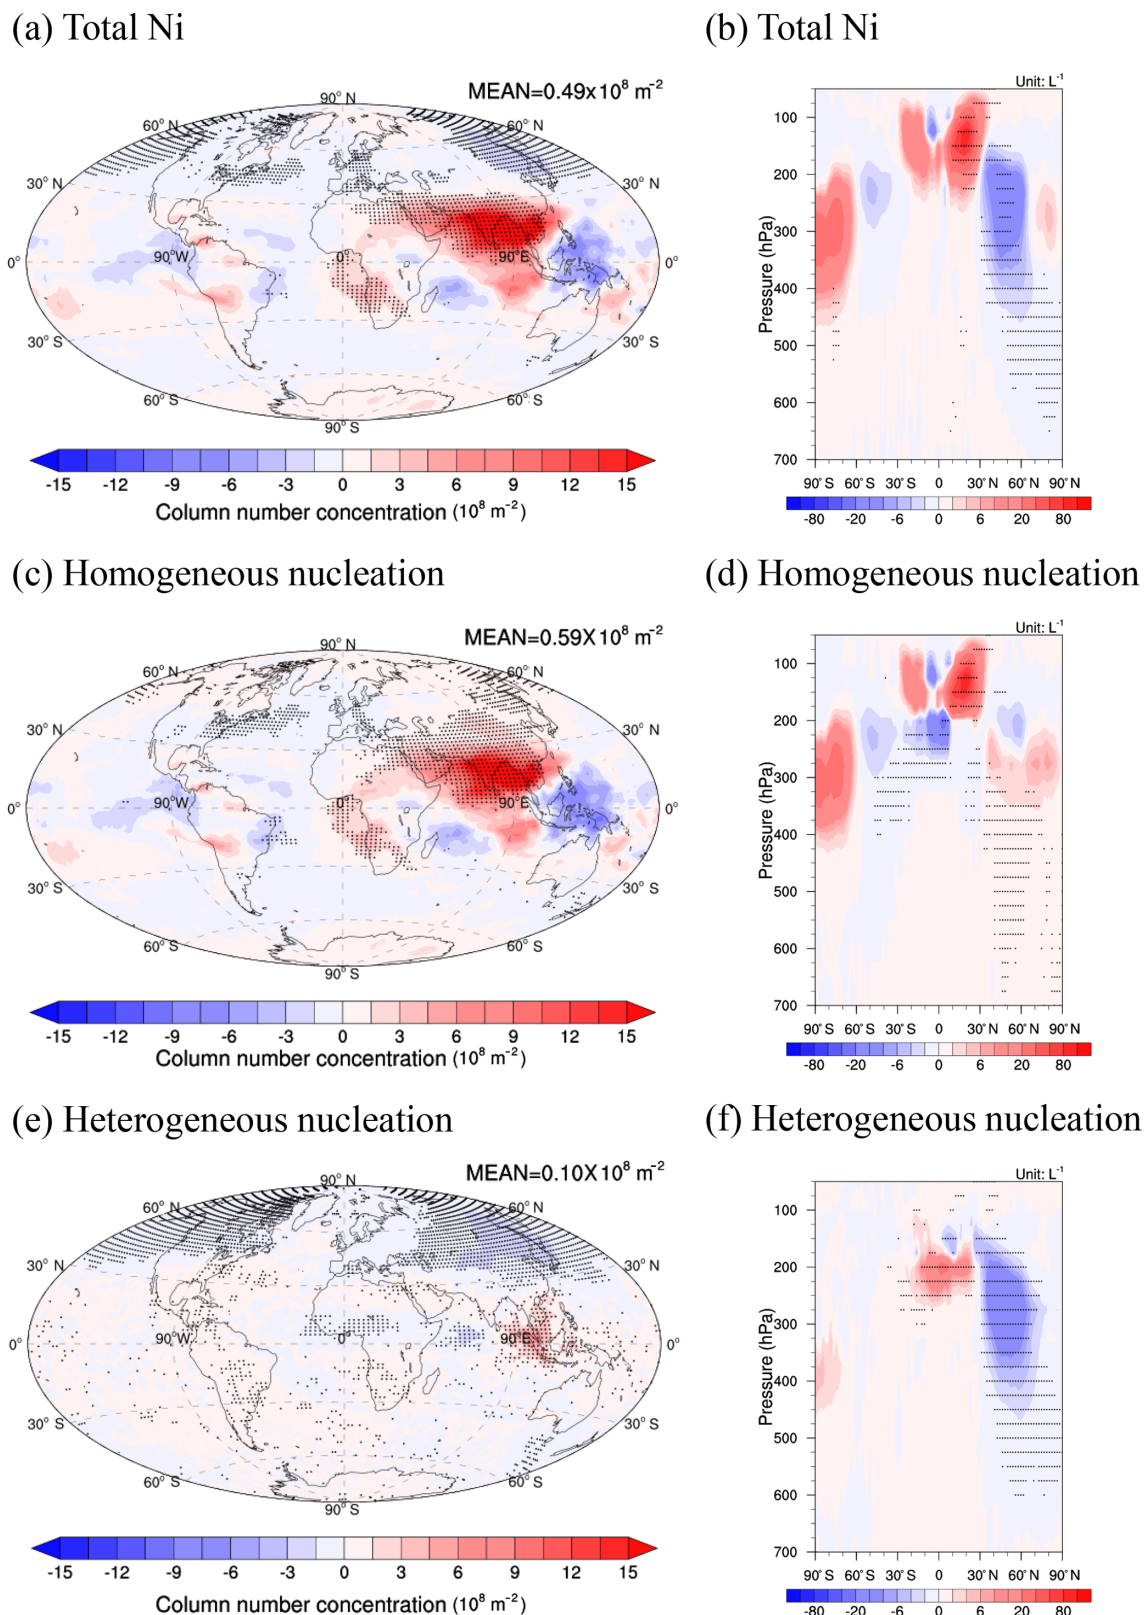 (a) Total Ni
MEAN=0.49x10⁸ m⁻²
90° N
60° N
60° N
30° N
30° N
0°
90°W
90°E
0°
30° S
30° S
60° S
60° S
90° S
-15 -12 -9 -6 -3 0 3 6 9 12 15
Column number concentration (10⁸ m⁻²)
(b) Total Ni
Unit: L⁻¹
Pressure (hPa)
100
200
300
400
500
600
700
90°S 60°S 30°S 0 30°N 60°N 90°N
-80 -20 -6 0 6 20 80
(c) Homogeneous nucleation
MEAN=0.59X10⁸ m⁻²
90° N
60° N
60° N
30° N
30° N
0°
90°W
90°E
0°
30° S
30° S
60° S
60° S
90° S
-15 -12 -9 -6 -3 0 3 6 9 12 15
Column number concentration (10⁸ m⁻²)
(d) Homogeneous nucleation
Unit: L⁻¹
Pressure (hPa)
100
200
300
400
500
600
700
90°S 60°S 30°S 0 30°N 60°N 90°N
-80 -20 -6 0 6 20 80
(e) Heterogeneous nucleation
MEAN=0.10X10⁸ m⁻²
90° N
60° N
60° N
30° N
30° N
0°
90°W
0°
90°E
0°
30° S
30° S
60° S
60° S
90° S
-15 -12 -9 -6 -3 0 3 6 9 12 15
Column number concentration (10⁸ m⁻²)
(f) Heterogeneous nucleation
Unit: L⁻¹
Pressure (hPa)
100
200
300
400
500
600
700
90°S 60°S 30°S 0 30°N 60°N 90°N
-80 -20 -6 0 6 20 80